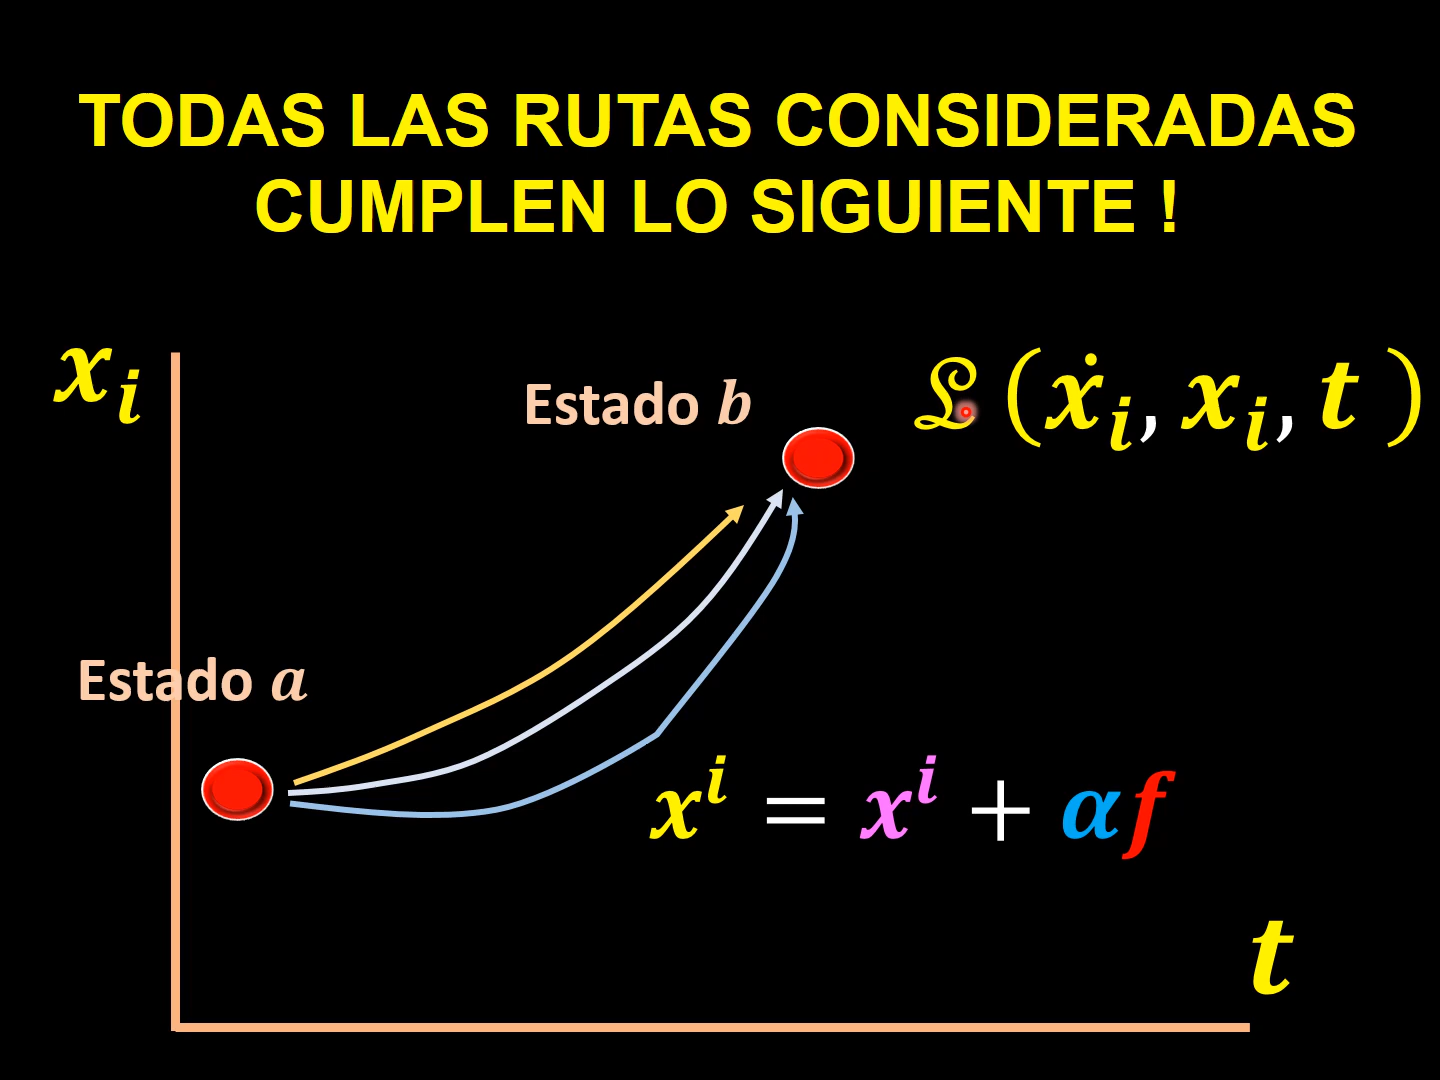 TODAS LAS RUTAS CONSIDERADAS
CUMPLEN LO SIGUIENTE !
xᵢ
Estado b
ℒ (ẋᵢ, xᵢ, t )
Estado a
xⁱ = xⁱ + αf
t